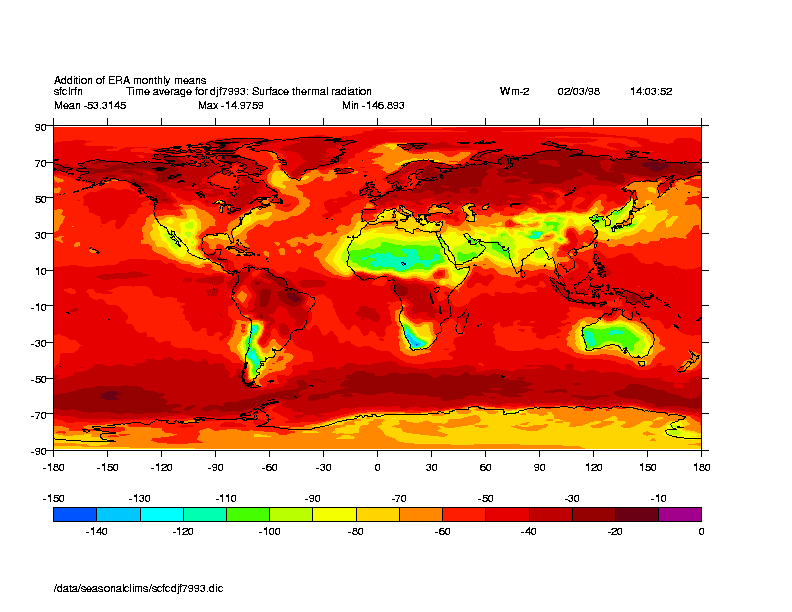 Addition of ERA monthly means
sfclrfn Time average for djf7993: Surface thermal radiation Wm-2 02/03/98 14:03:52
Mean -53.3145 Max -14.9759 Min -146.893
90
70
50
30
10
-10
-30
-50
-70
-90
-180 -150 -120 -90 -60 -30 0 30 60 90 120 150 180
-150 -130 -110 -90 -70 -50 -30 -10
-140 -120 -100 -80 -60 -40 -20 0
/data/seasonalclims/scfcdjf7993.dic